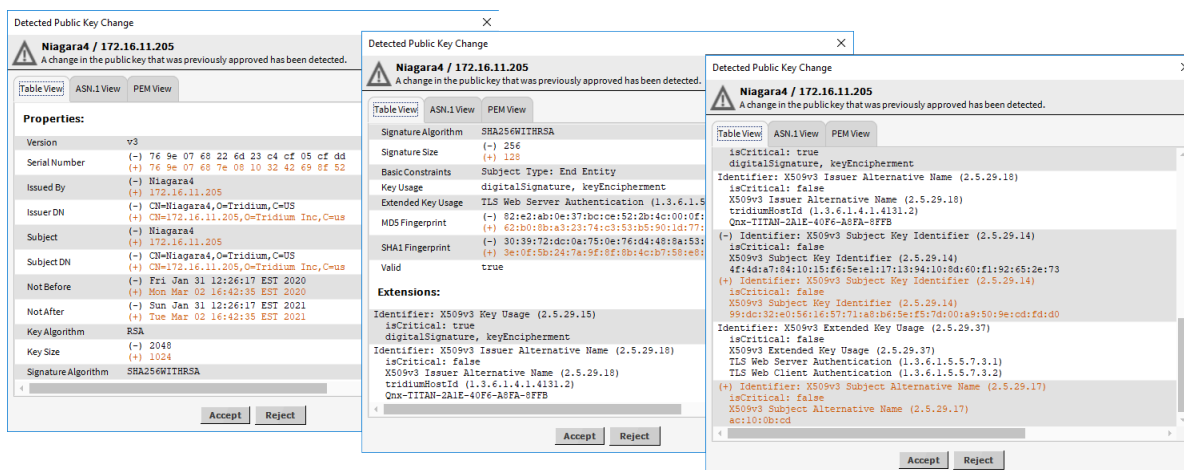 Detected Public Key Change
Niagara4 / 172.16.11.205
A change in the public key that was previously approved has been detected.
Table View ASN.1 View PEM View
Properties:
Version v3
Serial Number (-) 76 9e 07 68 22 6d 23 c4 cf 05 cf dd
(+) 76 9e 07 68 7e 08 10 32 42 69 8f 52
Issued By (-) Niagara4
(+) 172.16.11.205
Issuer DN (-) CN=Niagara4,O=Tridium,C=US
(+) CN=172.16.11.205,O=Tridium Inc,C=us
Subject (-) Niagara4
(+) 172.16.11.205
Subject DN (-) CN=Niagara4,O=Tridium,C=US
(+) CN=172.16.11.205,O=Tridium Inc,C=us
Not Before (-) Fri Jan 31 12:26:17 EST 2020
(+) Mon Mar 02 16:42:35 EST 2020
Not After (-) Sun Jan 31 12:26:17 EST 2021
(+) Tue Mar 02 16:42:35 EST 2021
Key Algorithm RSA
Key Size (-) 2048
(+) 1024
Signature Algorithm SHA256WITHRSA
Accept Reject
Detected Public Key Change
Niagara4 / 172.16.11.205
A change in the public key that was previously approved has been detected.
Table View ASN.1 View PEM View
Signature Algorithm SHA256WITHRSA
Signature Size (-) 256
(+) 128
Basic Constraints Subject Type: End Entity
Key Usage digitalSignature, keyEncipherment
Extended Key Usage TLS Web Server Authentication (1.3.6.1.5
MD5 Fingerprint (-) 82:e2:ab:0e:37:bc:ce:52:2b:4c:00:0f:
(+) 62:b0:8b:a3:23:74:c3:53:b5:90:1d:77:
SHA1 Fingerprint (-) 30:39:72:dc:0a:75:0e:76:d4:48:8a:53:
(+) 3e:0f:5b:24:7a:9f:8f:8b:4c:b7:58:e8:
Valid true
Extensions:
Identifier: X509v3 Key Usage (2.5.29.15)
isCritical: true
digitalSignature, keyEncipherment
Identifier: X509v3 Issuer Alternative Name (2.5.29.18)
isCritical: false
X509v3 Issuer Alternative Name (2.5.29.18)
tridiumHostId (1.3.6.1.4.1.4131.2)
Qnx-TITAN-2A1E-40F6-A8FA-8FFB
Accept Reject
Detected Public Key Change
Niagara4 / 172.16.11.205
A change in the public key that was previously approved has been detected.
Table View ASN.1 View PEM View
isCritical: true
digitalSignature, keyEncipherment
Identifier: X509v3 Issuer Alternative Name (2.5.29.18)
isCritical: false
X509v3 Issuer Alternative Name (2.5.29.18)
tridiumHostId (1.3.6.1.4.1.4131.2)
Qnx-TITAN-2A1E-40F6-A8FA-8FFB
(-) Identifier: X509v3 Subject Key Identifier (2.5.29.14)
isCritical: false
X509v3 Subject Key Identifier (2.5.29.14)
4f:4d:a7:84:10:15:f6:5e:e1:17:13:94:10:8d:60:f1:92:65:2e:73
(+) Identifier: X509v3 Subject Key Identifier (2.5.29.14)
isCritical: false
X509v3 Subject Key Identifier (2.5.29.14)
99:dc:32:e0:56:16:57:71:a8:b6:5e:f5:7d:00:a9:50:9e:cd:fd:d0
Identifier: X509v3 Extended Key Usage (2.5.29.37)
isCritical: false
X509v3 Extended Key Usage (2.5.29.37)
TLS Web Server Authentication (1.3.6.1.5.5.7.3.1)
TLS Web Client Authentication (1.3.6.1.5.5.7.3.2)
(+) Identifier: X509v3 Subject Alternative Name (2.5.29.17)
isCritical: false
X509v3 Subject Alternative Name (2.5.29.17)
ac:10:0b:cd
Accept Reject